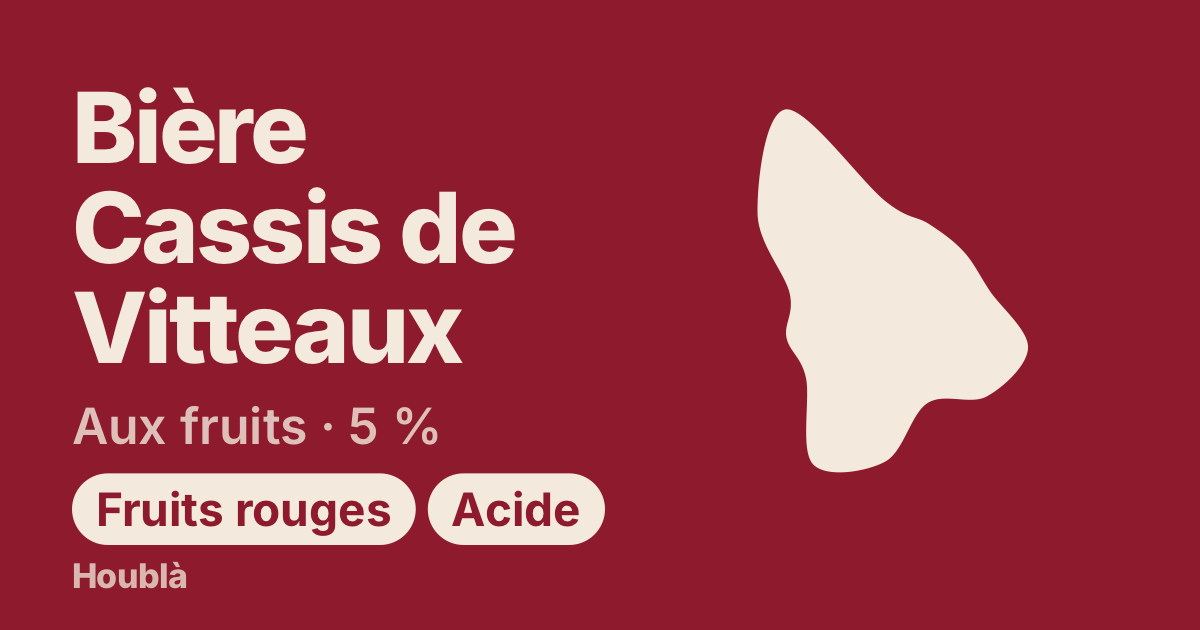 Bière
Cassis de
Vitteaux
Aux fruits · 5 %
Fruits rouges Acide
Houblà